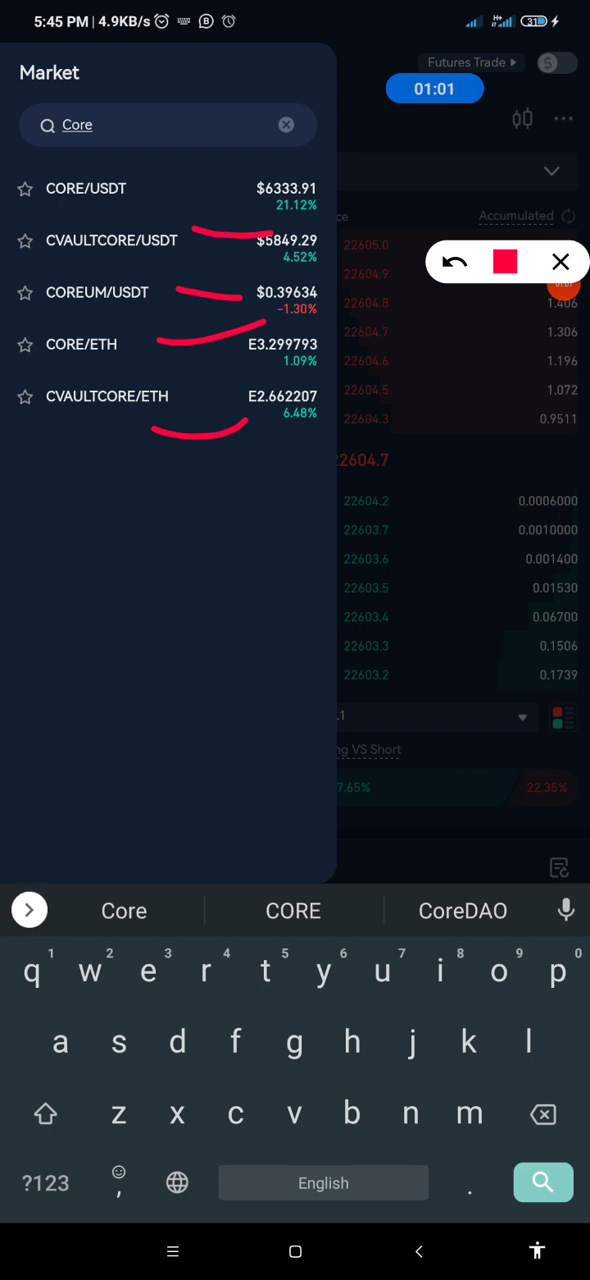 5:45 PM | 4.9KB/s
31
Market
Futures Trade
01:01
Core
CORE/USDT $6333.91
21.12%
ce Accumulated
CVAULTCORE/USDT $5849.29
4.52%
22605.0
22604.9
COREUM/USDT $0.39634
-1.30%
22604.8 1.406
22604.7 1.306
CORE/ETH E3.299793
1.09%
22604.6 1.196
22604.5 1.072
CVAULTCORE/ETH E2.662207
6.48%
22604.3 0.9511
22604.7
22604.2 0.0006000
22603.7 0.0010000
22603.6 0.001400
22603.5 0.01530
22603.4 0.06700
22603.3 0.1506
22603.2 0.1739
.1
ng VS Short
7.65% 22.35%
Core CORE CoreDAO
1 2 3 4 5 6 7 8 9 0
q w e r t y u i o p
a s d f g h j k l
z x c v b n m
?123 , English .